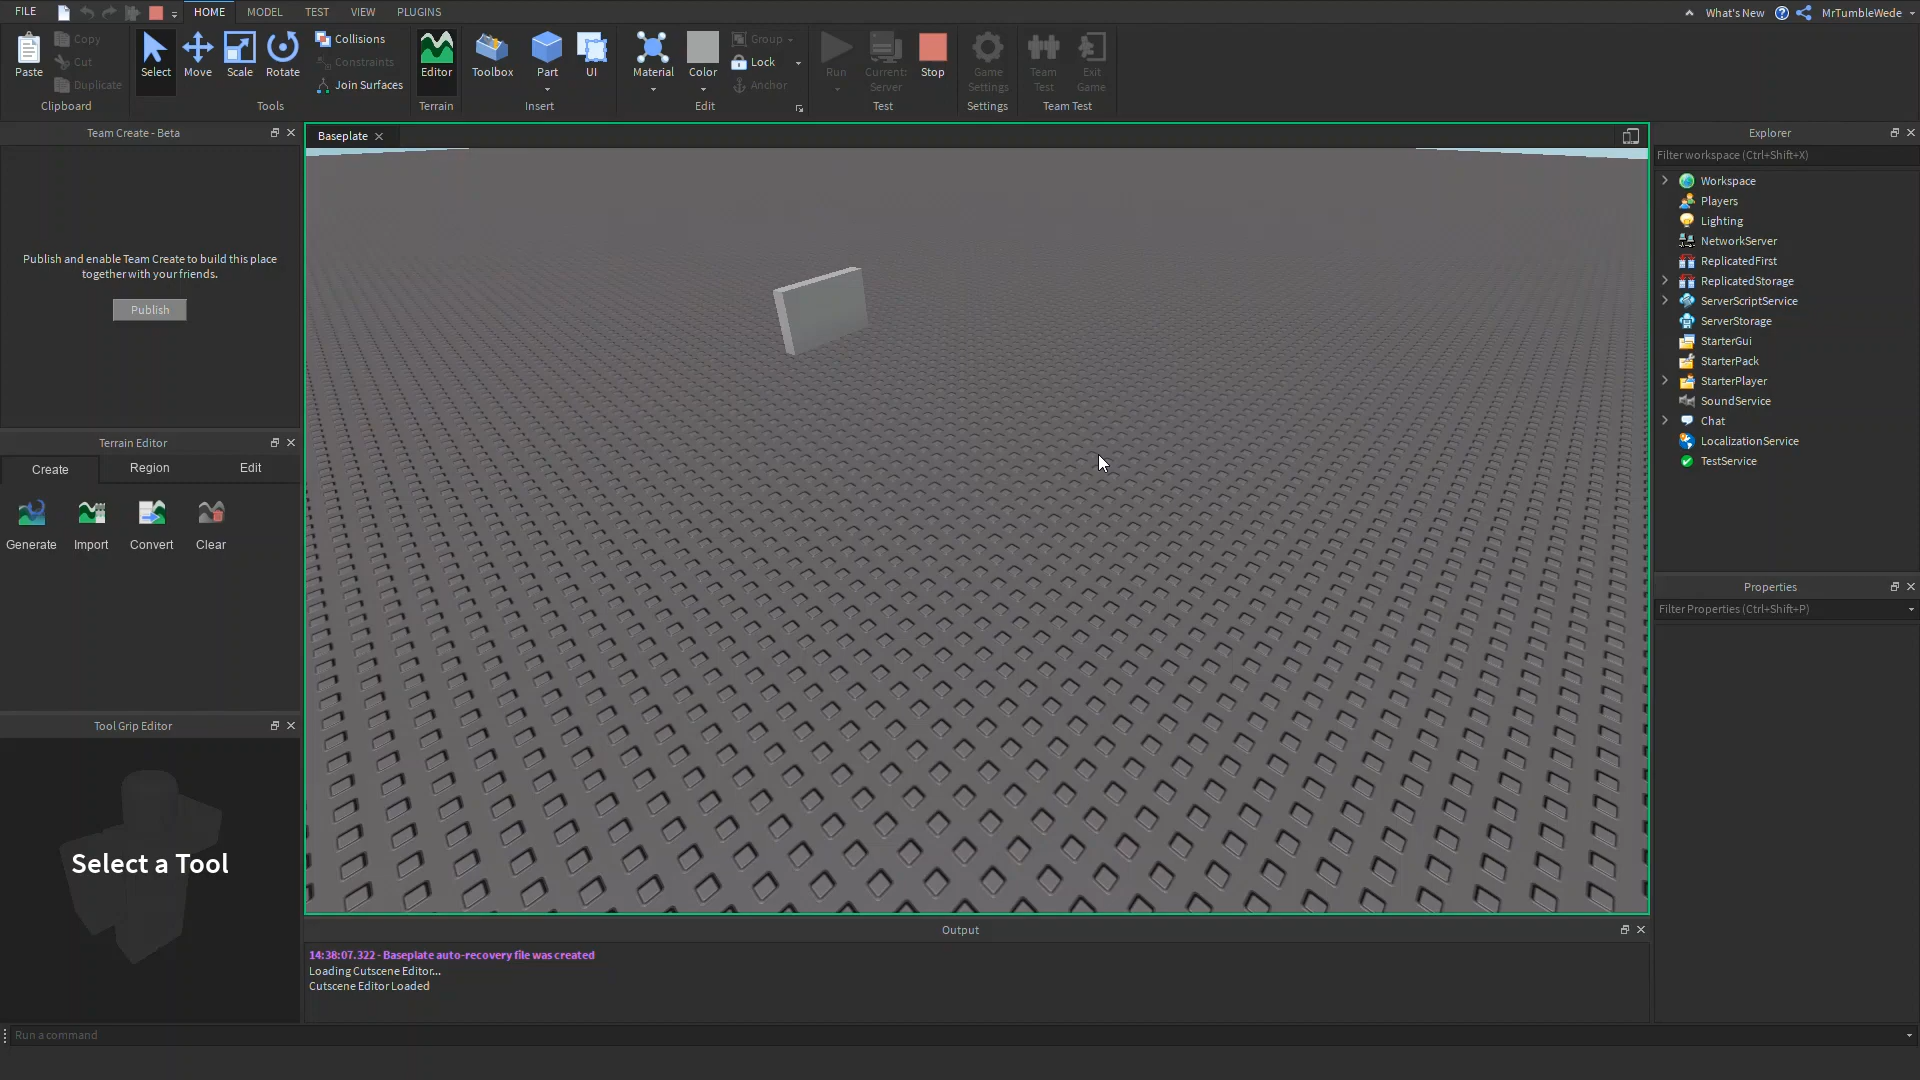 FILE HOME MODEL TEST VIEW PLUGINS What's New MrTumbleWede
Paste
Copy
Cut
Duplicate
Clipboard
Select Move Scale Rotate
Collisions
Constraints
Join Surfaces
Tools
Editor
Terrain
Toolbox Part UI
Insert
Material Color
Group
Lock
Anchor
Edit
Run
Current:
Server
Stop
Test
Game
Settings
Settings
Team
Test
Exit
Game
Team Test
Team Create - Beta
Publish and enable Team Create to build this place
together with your friends.
Publish
Terrain Editor
Create Region Edit
Generate Import Convert Clear
Tool Grip Editor
Select a Tool
Baseplate
Output
14:38:07.322 - Baseplate auto-recovery file was created
Loading Cutscene Editor...
Cutscene Editor Loaded
Run a command
Explorer
Filter workspace (Ctrl+Shift+X)
Workspace
Players
Lighting
NetworkServer
ReplicatedFirst
ReplicatedStorage
ServerScriptService
ServerStorage
StarterGui
StarterPack
StarterPlayer
SoundService
Chat
LocalizationService
TestService
Properties
Filter Properties (Ctrl+Shift+P)